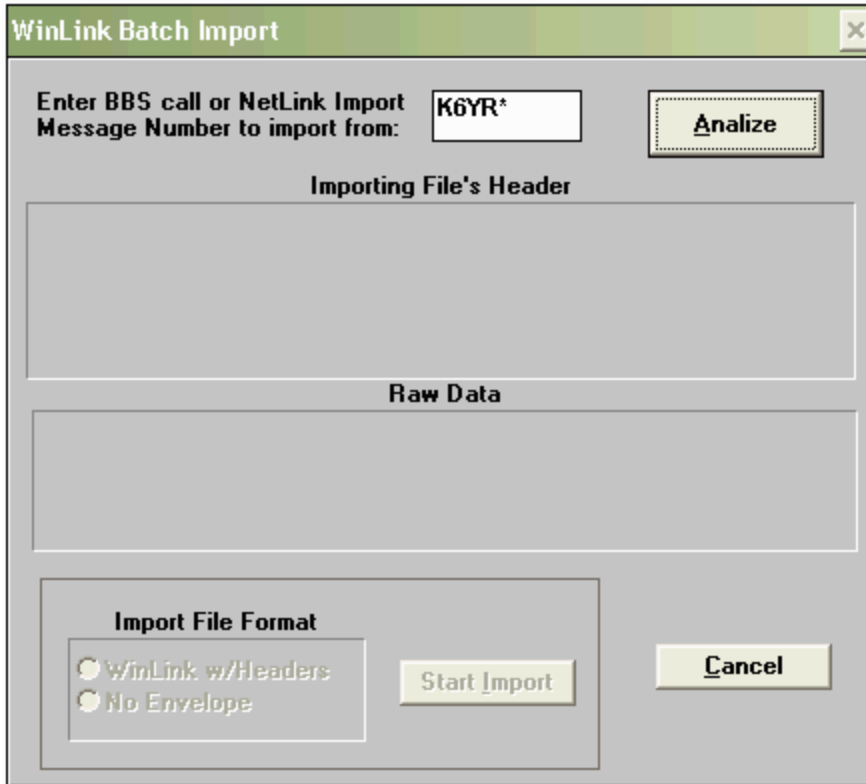 WinLink Batch Import
Enter BBS call or NetLink Import
Message Number to import from:
K6YR*
Analize
Importing File's Header
Raw Data
Import File Format
WinLink w/Headers
No Envelope
Start Import
Cancel